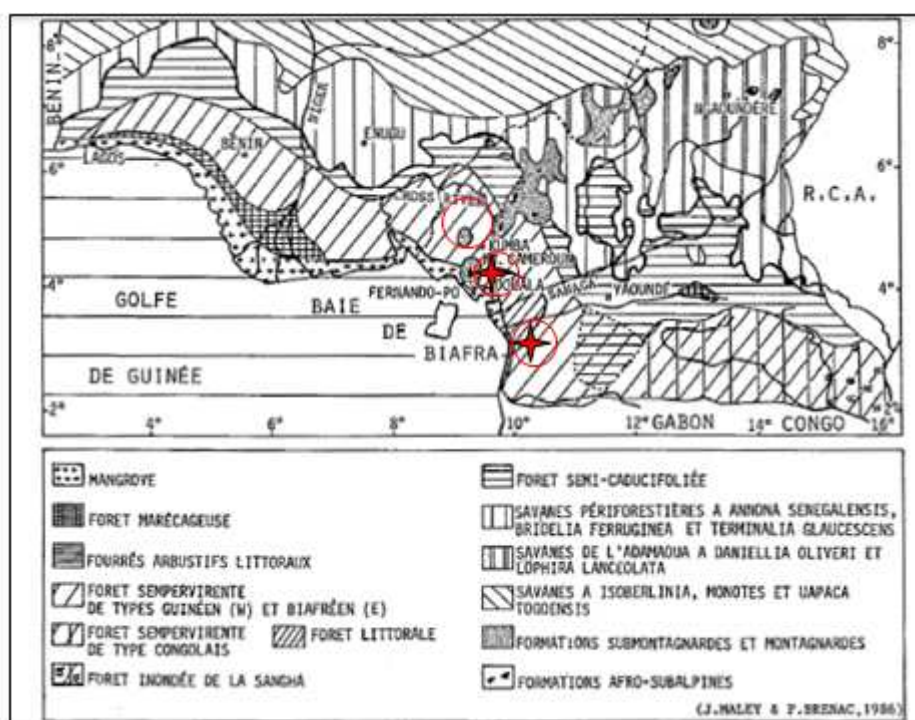 8°
8°
BÉNIN
NIGER
ENUGU
NGAOUNDERE
LAGOS
BÉNIN
6°
6°
CROSS RIVER
R.C.A.
KUMBA
MT. CAMEROUN
4°
DOUALA
SANAGA
YAOUNDÉ
4°
GOLFE
BAIE
FERNANDO-PO
DE
BIAFRA
DE GUINÉE
2°
4°
6°
8°
10°
12°
GABON
14°
CONGO
16°
2°
MANGROVE
FORET MARÉCAGEUSE
FOURRÉS ARBUSTIFS LITTORAUX
FORET SEMPERVIRENTE
DE TYPES GUINÉEN (W) ET BIAFRÉEN (E)
FORET SEMPERVIRENTE
DE TYPE CONGOLAIS
FORET LITTORALE
FORET INONDÉE DE LA SANGHA
FORET SEMI-CADUCIFOLIÉE
SAVANES PÉRIFORESTIÈRES A ANNONA SENEGALENSIS,
BRIDELIA FERRUGINEA ET TERMINALIA GLAUCESCENS
SAVANES DE L'ADAMAOUA A DANIELLIA OLIVERI ET
LOPHIRA LANCEOLATA
SAVANES A ISOBERLINIA, MONOTES ET UAPACA
TOGOENSIS
FORMATIONS SUBMONTAGNARDES ET MONTAGNARDES
FORMATIONS AFRO-SUBALPINES
(J.MALEY & P.BRENAC,1986)